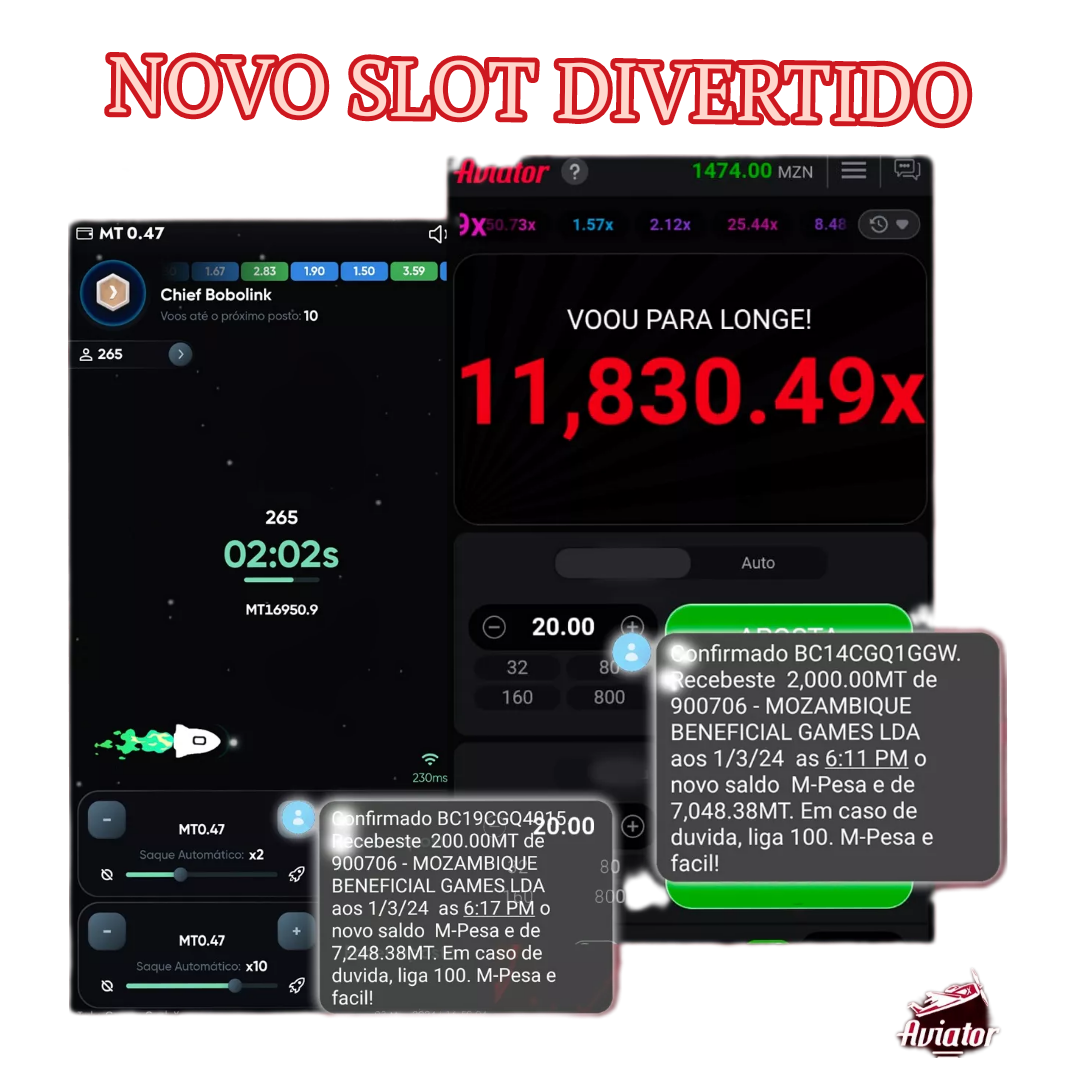 NOVO SLOT DIVERTIDO
Aviator ? 1474.00 MZN
9x 50.73x 1.57x 2.12x 25.44x 8.48
VOOU PARA LONGE!
11,830.49x
Auto
20.00
32 80
160 800
APOSTA
Confirmado BC14CGQ1GGW.
Recebeste 2,000.00MT de
900706 - MOZAMBIQUE
BENEFICIAL GAMES LDA
aos 1/3/24 as 6:11 PM o
novo saldo M-Pesa e de
7,048.38MT. Em caso de
duvida, liga 100. M-Pesa e
facil!
MT 0.47
1.67 2.83 1.90 1.50 3.59
Chief Bobolink
Voos até o próximo posto: 10
265
265
02:02s
MT16950.9
230ms
MT0.47
Saque Automático: x2
MT0.47
Saque Automático: x10
20.00
80
160 800
Confirmado
Recebeste 200.00MT de
900706 - MOZAMBIQUE
BENEFICIAL GAMES LDA
aos 1/3/24 as 6:17 PM o
novo saldo M-Pesa e de
7,248.38MT. Em caso de
duvida, liga 100. M-Pesa e
facil!
Aviator